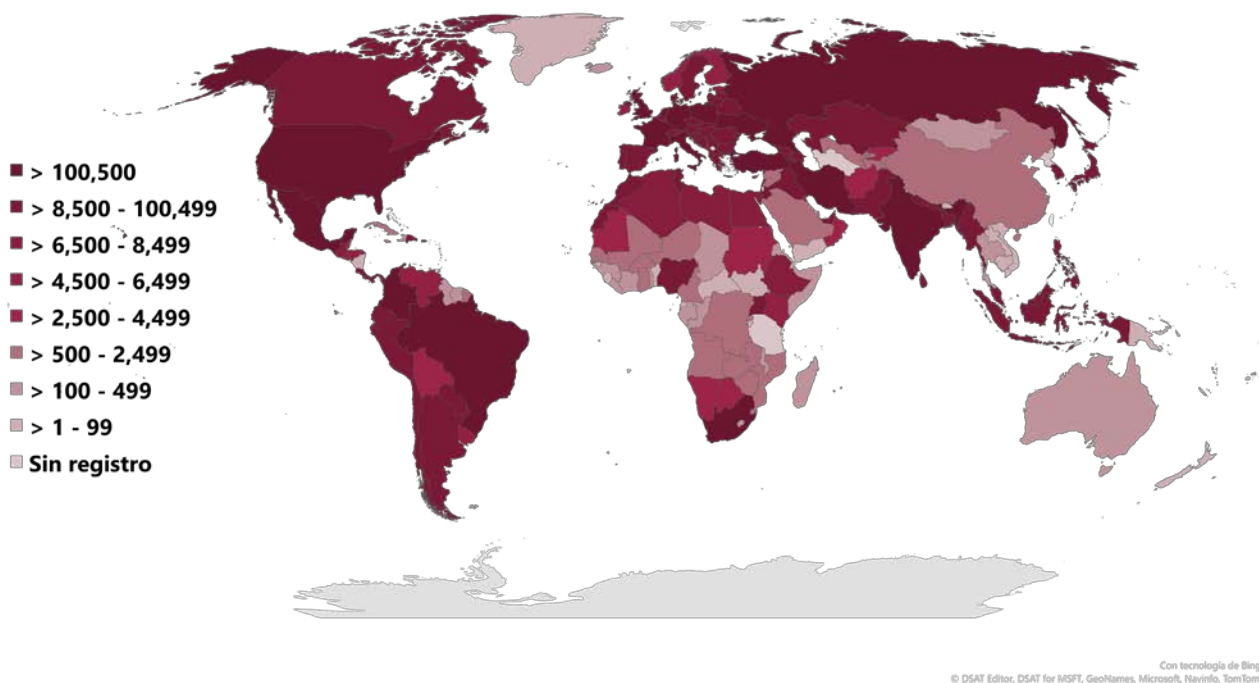 > 100,500
> 8,500 - 100,499
> 6,500 - 8,499
> 4,500 - 6,499
> 2,500 - 4,499
> 500 - 2,499
> 100 - 499
> 1 - 99
Sin registro
Con tecnología de Bing
© DSAT Editor, DSAT for MSFT, GeoNames, Microsoft, Navinfo, TomTom